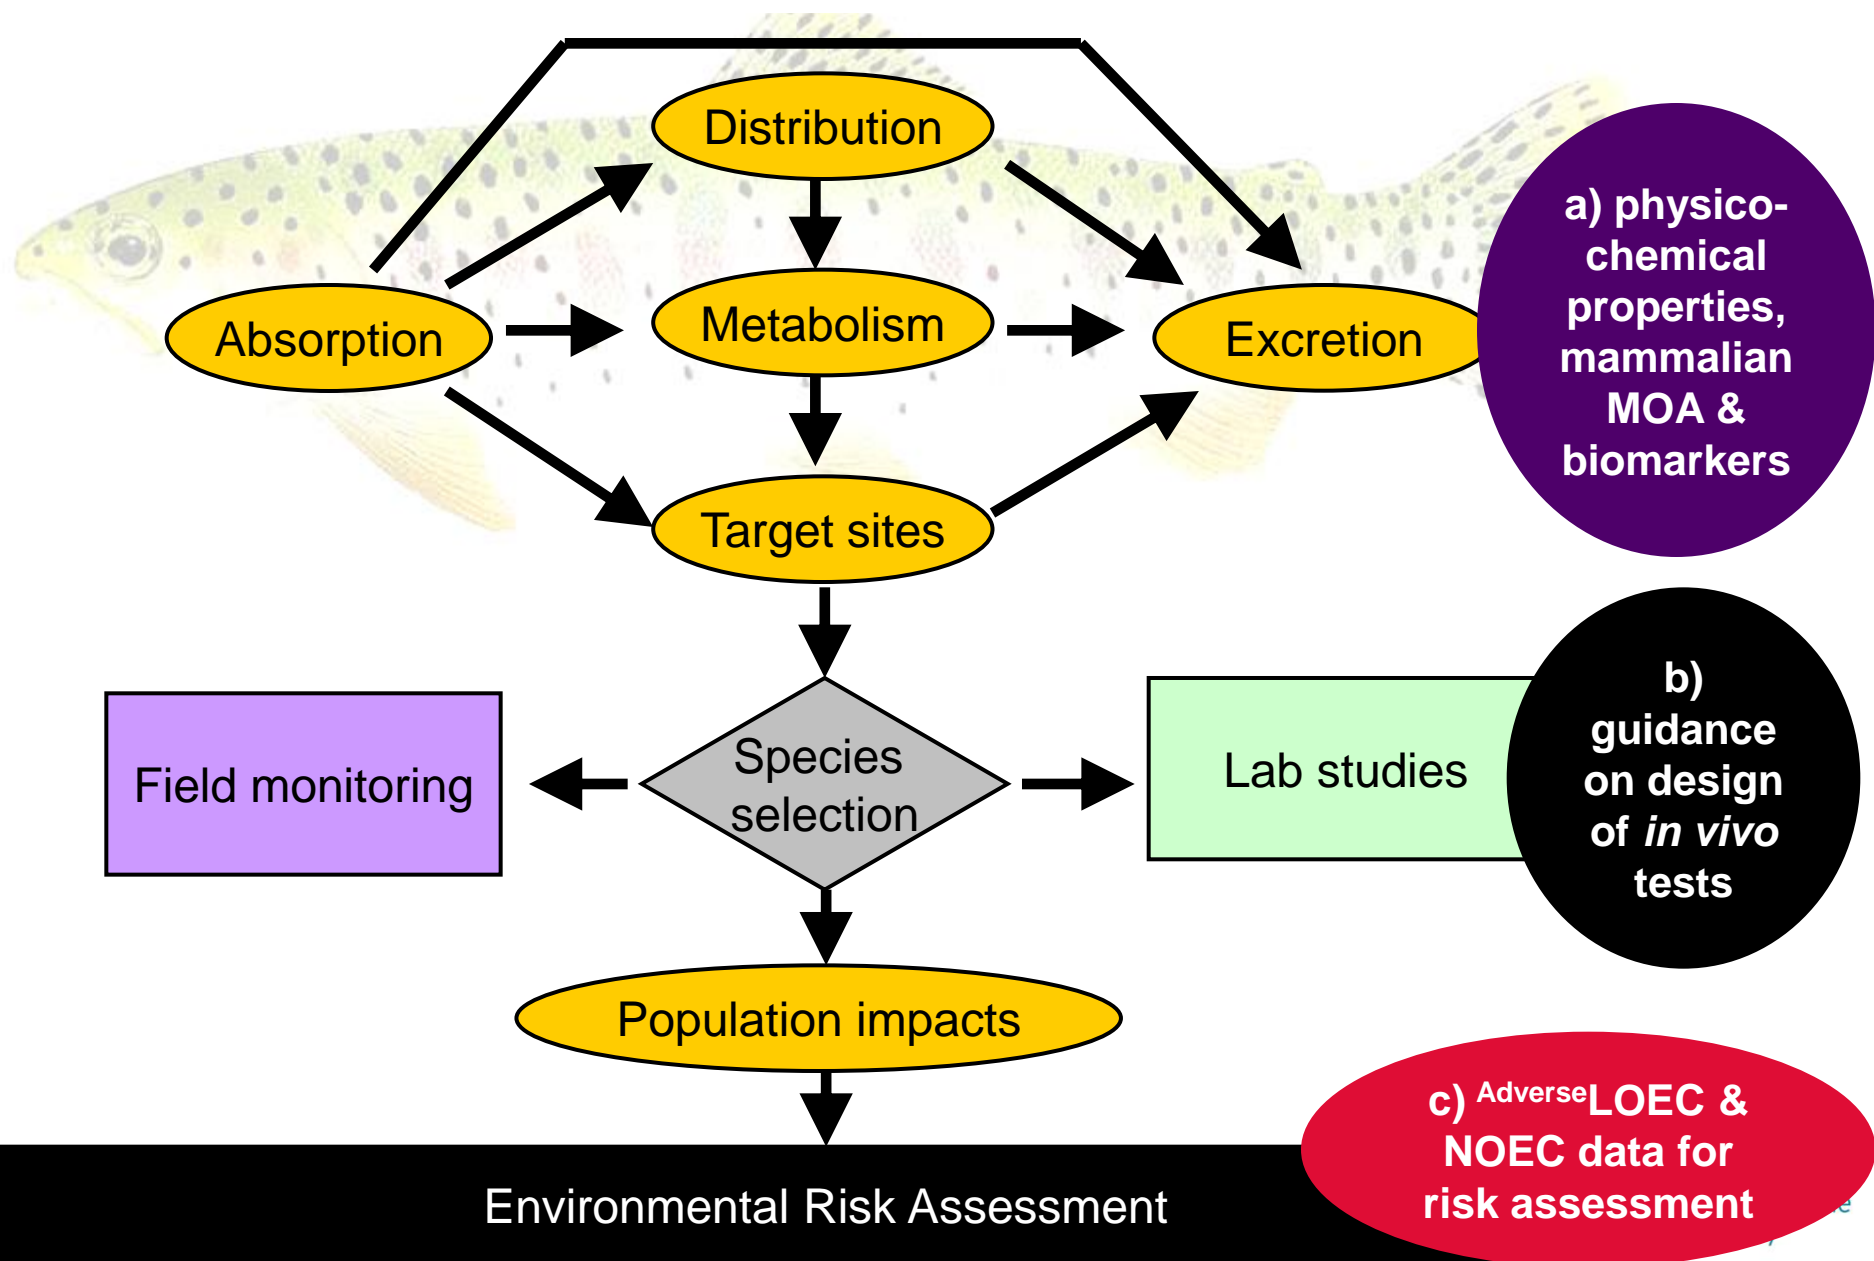 Distribution
Absorption
Metabolism
Excretion
Target sites
a) physico-
chemical
properties,
mammalian
MOA &
biomarkers
Field monitoring
Species
selection
Lab studies
b)
guidance
on design
of in vivo
tests
Population impacts
c) AdverseLOEC &
NOEC data for
risk assessment
Environmental Risk Assessment